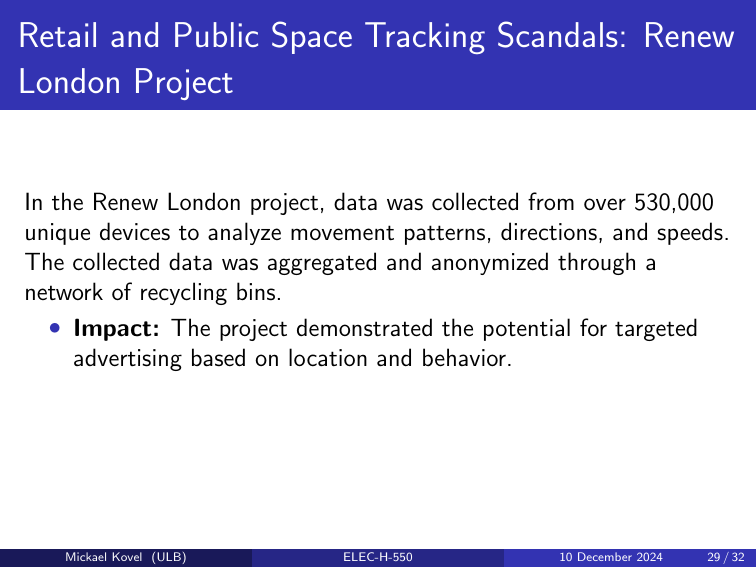 Retail and Public Space Tracking Scandals: Renew
London Project
In the Renew London project, data was collected from over 530,000
unique devices to analyze movement patterns, directions, and speeds.
The collected data was aggregated and anonymized through a
network of recycling bins.
• Impact: The project demonstrated the potential for targeted
advertising based on location and behavior.
Mickael Kovel (ULB) ELEC-H-550 10 December 2024 29 / 32